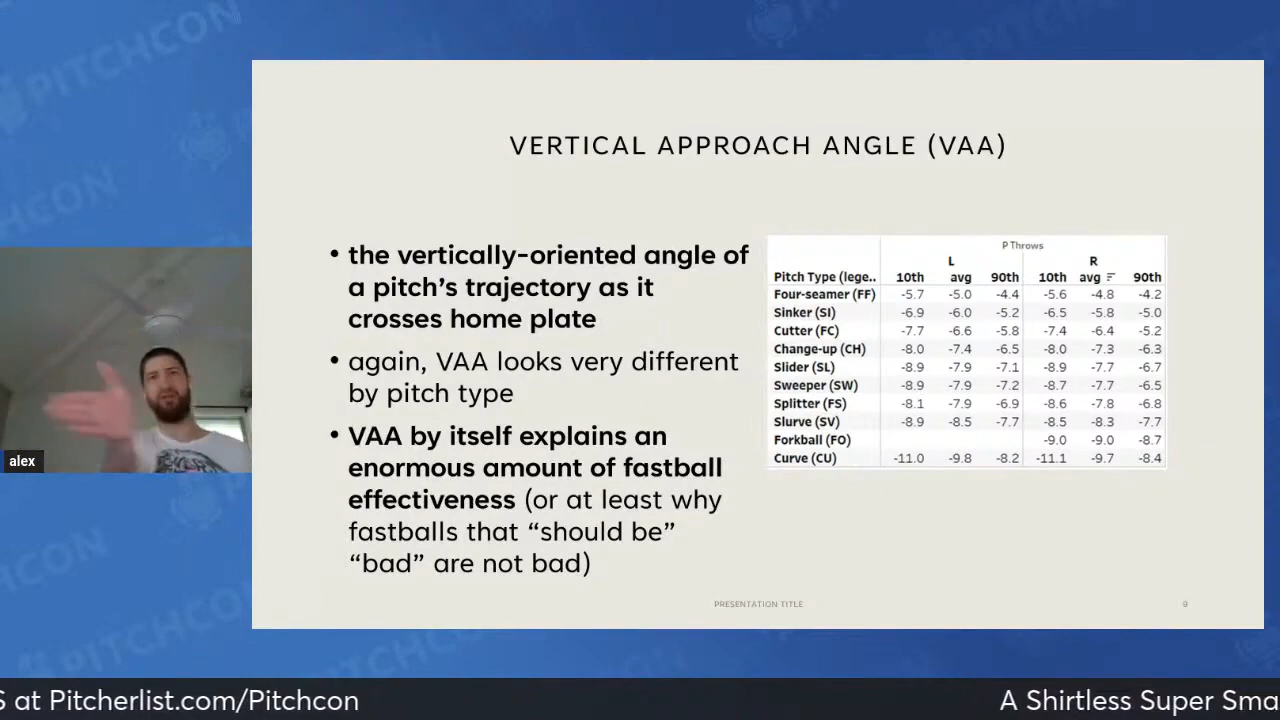 PITCHCON
VERTICAL APPROACH ANGLE (VAA)
• the vertically-oriented angle of
a pitch's trajectory as it
crosses home plate
• again, VAA looks very different
by pitch type
• VAA by itself explains an
enormous amount of fastball
effectiveness (or at least why
fastballs that “should be”
“bad” are not bad)
P Throws
L R
Pitch Type (lege.. 10th avg 90th 10th avg 90th
Four-seamer (FF) -5.7 -5.0 -4.4 -5.6 -4.8 -4.2
Sinker (SI) -6.9 -6.0 -5.2 -6.5 -5.8 -5.0
Cutter (FC) -7.7 -6.6 -5.8 -7.4 -6.4 -5.2
Change-up (CH) -8.0 -7.4 -6.5 -8.0 -7.3 -6.3
Slider (SL) -8.9 -7.9 -7.1 -8.9 -7.7 -6.7
Sweeper (SW) -8.9 -7.9 -7.2 -8.7 -7.7 -6.5
Splitter (FS) -8.1 -7.9 -6.9 -8.6 -7.8 -6.8
Slurve (SV) -8.9 -8.5 -7.7 -8.5 -8.3 -7.7
Forkball (FO) -9.0 -9.0 -8.7
Curve (CU) -11.0 -9.8 -8.2 -11.1 -9.7 -8.4
alex
PRESENTATION TITLE 9
S at Pitcherlist.com/Pitchcon A Shirtless Super Sma